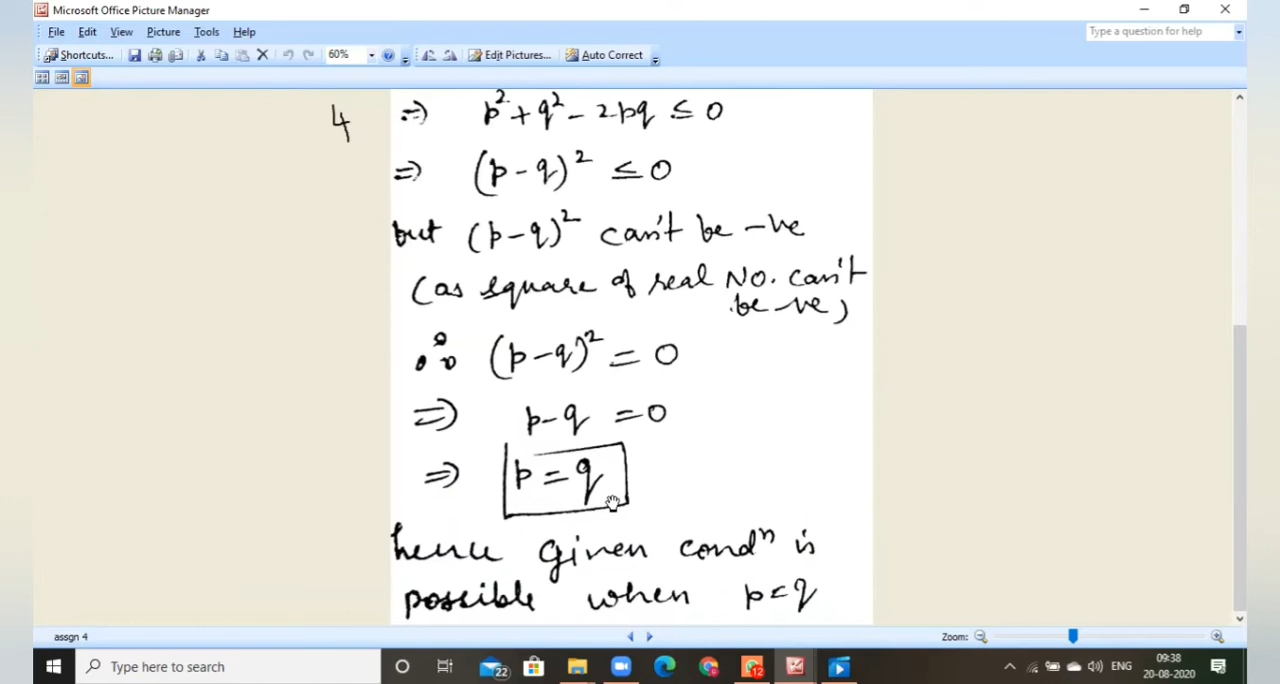 Microsoft Office Picture Manager
File Edit View Picture Tools Help
Type a question for help
Shortcuts... 60% Edit Pictures... Auto Correct
4
⇒ p² + q² - 2pq ≤ 0
⇒ (p - q)² ≤ 0
but (p - q)² can't be -ve
(as square of real NO. can't
be -ve)
∴ (p - q)² = 0
⇒ p - q = 0
⇒ p = q
hence given condⁿ is
possible when p = q
assgn 4
Zoom:
Type here to search
22
12
ENG
09:38
20-08-2020